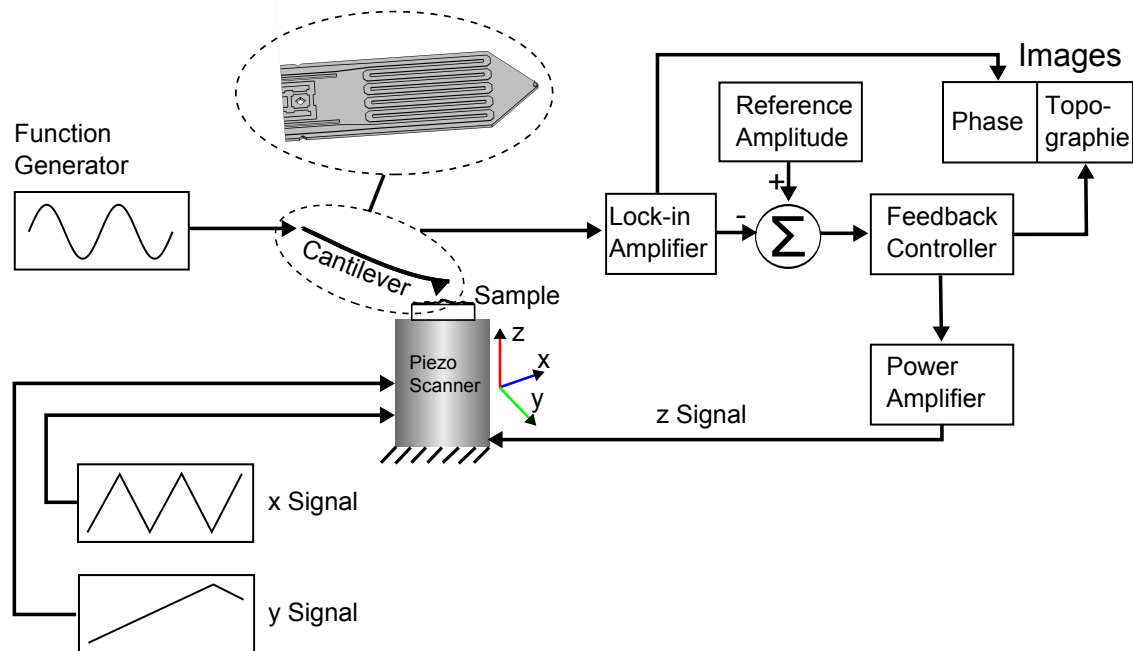 Images
Reference
Amplitude
Phase
Topo-
graphie
Function
Generator
+
-
Lock-in
Amplifier
Σ
Feedback
Controller
Cantilever
Sample
z
x
y
Piezo
Scanner
Power
Amplifier
z Signal
x Signal
y Signal